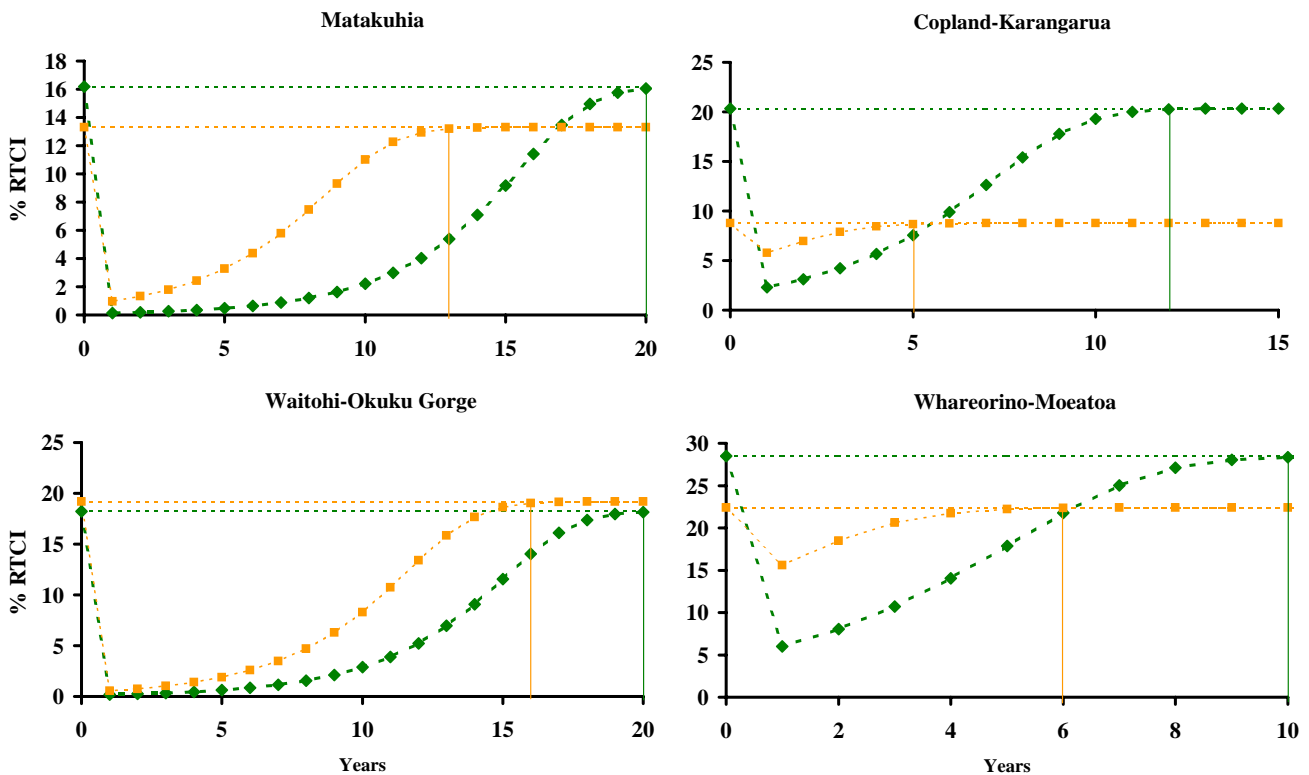 Matakuhia
% RTCI
18
16
14
12
10
8
6
4
2
0
0 5 10 15 20
Copland-Karangarua
25
20
15
10
5
0
0 5 10 15
Waitohi-Okuku Gorge
% RTCI
25
20
15
10
5
0
0 5 10 15 20
Years
Whareorino-Moeatoa
30
25
20
15
10
5
0
0 2 4 6 8 10
Years